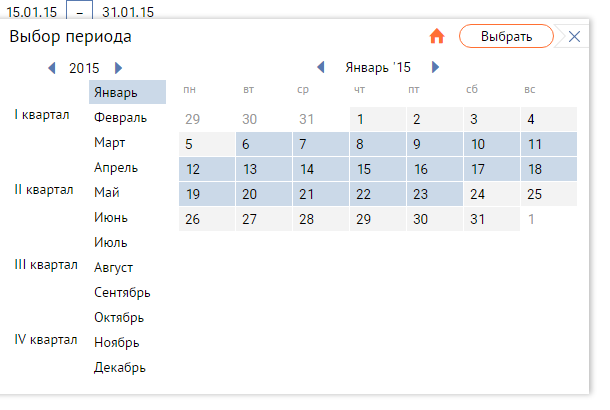 15.01.15 – 31.01.15
Выбор периода Выбрать
2015 Январь '15
Январь пн вт ср чт пт сб вс
I квартал Февраль 29 30 31 1 2 3 4
Март 5 6 7 8 9 10 11
Апрель 12 13 14 15 16 17 18
II квартал Май 19 20 21 22 23 24 25
Июнь 26 27 28 29 30 31 1
Июль
III квартал Август
Сентябрь
Октябрь
IV квартал Ноябрь
Декабрь